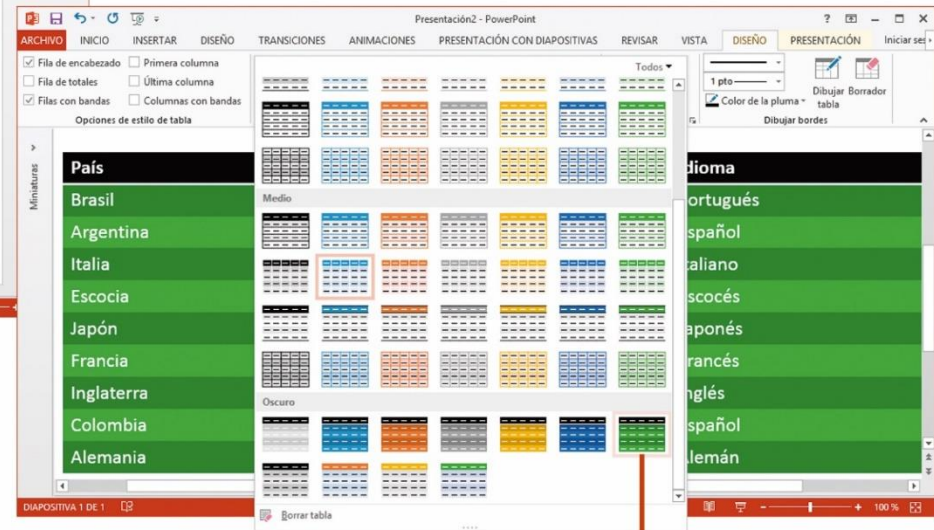 Presentación2 - PowerPoint
ARCHIVO INICIO INSERTAR DISEÑO TRANSICIONES ANIMACIONES PRESENTACIÓN CON DIAPOSITIVAS REVISAR VISTA DISEÑO PRESENTACIÓN Iniciar ses
Fila de encabezado Primera columna
Fila de totales Última columna
Filas con bandas Columnas con bandas
Opciones de estilo de tabla
Todos
1 pto
Color de la pluma
Dibujar tabla
Borrador
Dibujar bordes
Miniaturas
País dioma
Brasil ortugués
Argentina spañol
Italia taliano
Escocia scocés
Japón aponés
Francia rancés
Inglaterra nglés
Colombia spañol
Alemania lemán
Medio
Oscuro
Borrar tabla
DIAPOSITIVA 1 DE 1 100 %